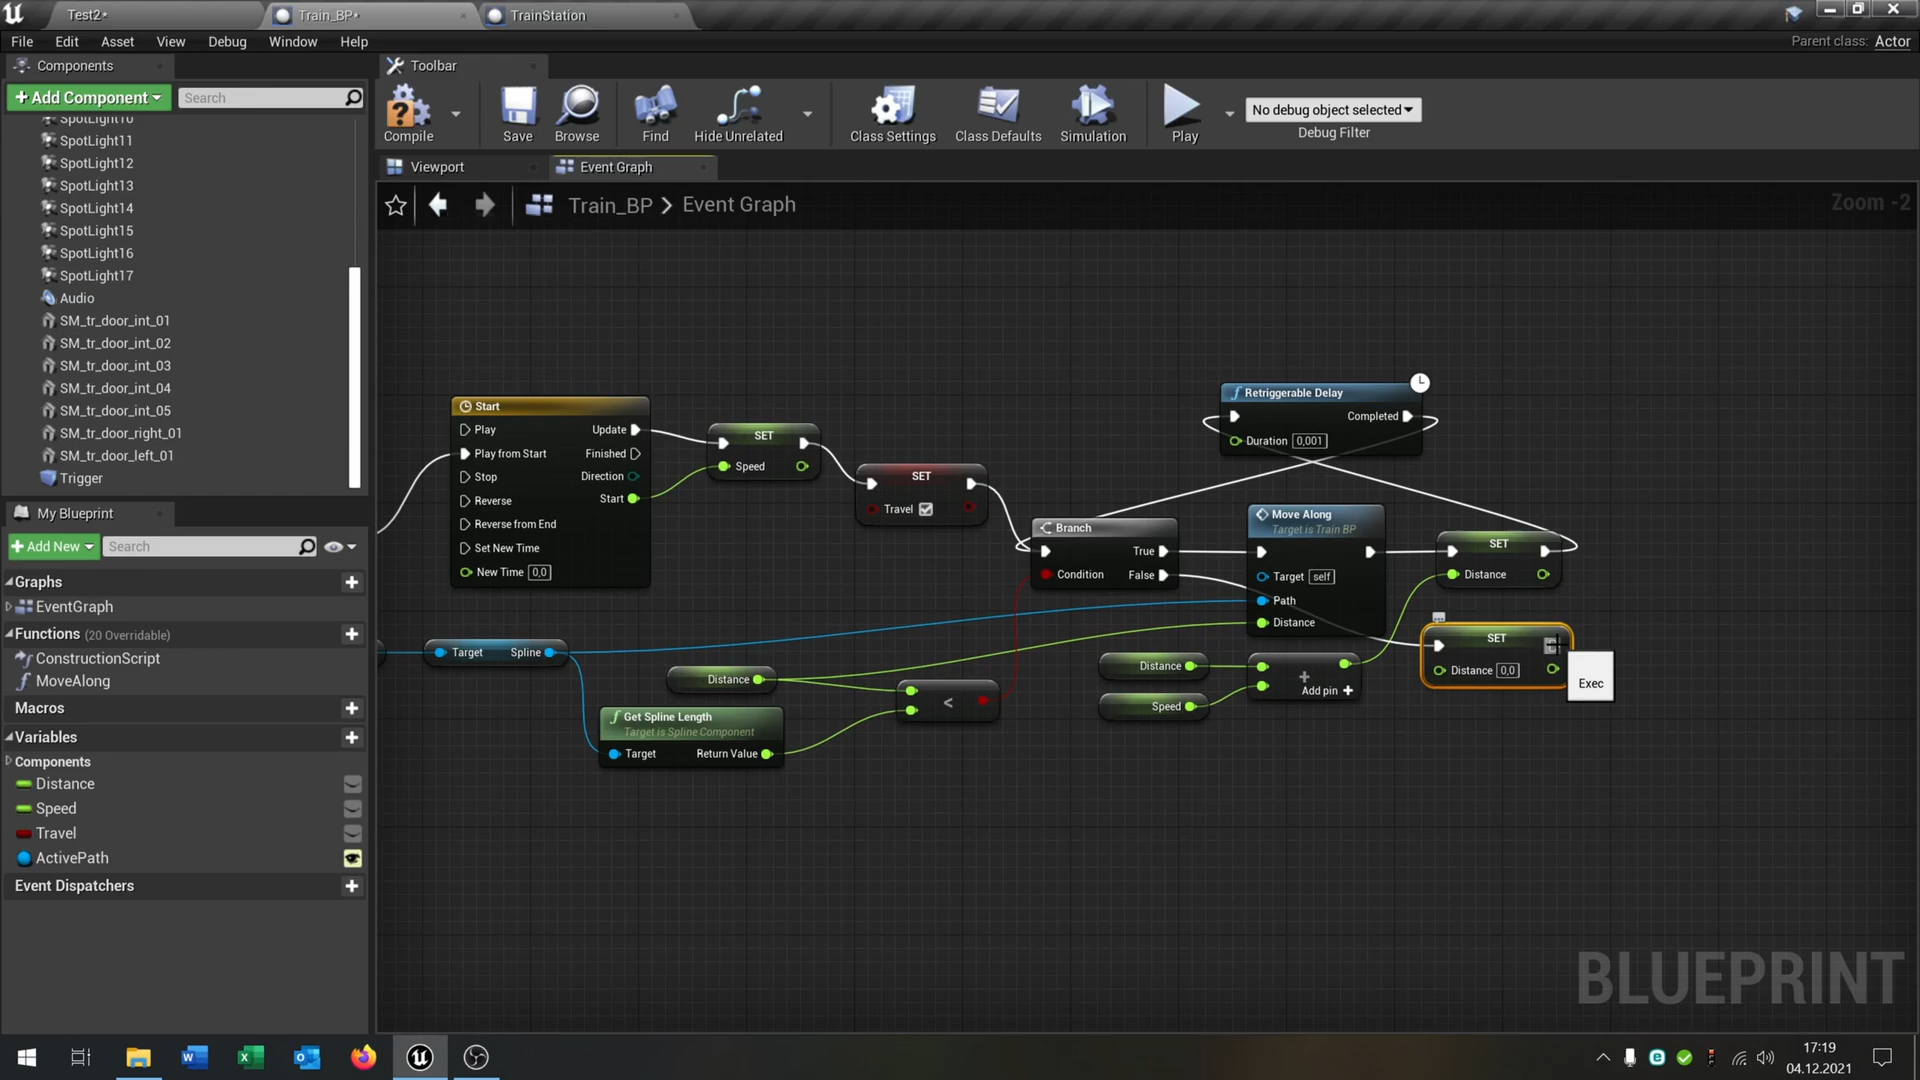 Test2*
Train_BP*
TrainStation
File Edit Asset View Debug Window Help
Parent class: Actor
Components
Toolbar
+ Add Component
Search
Compile
Save
Browse
Find
Hide Unrelated
Class Settings
Class Defaults
Simulation
Play
No debug object selected
Debug Filter
SpotLight10
SpotLight11
SpotLight12
SpotLight13
SpotLight14
SpotLight15
SpotLight16
SpotLight17
Audio
SM_tr_door_int_01
SM_tr_door_int_02
SM_tr_door_int_03
SM_tr_door_int_04
SM_tr_door_int_05
SM_tr_door_right_01
SM_tr_door_left_01
Trigger
Viewport
Event Graph
Train_BP > Event Graph
Zoom -2
My Blueprint
+ Add New
Search
Graphs
EventGraph
Functions (20 Overridable)
ConstructionScript
MoveAlong
Macros
Variables
Components
Distance
Speed
Travel
ActivePath
Event Dispatchers
Start
Play
Update
Play from Start
Finished
Stop
Direction
Reverse
Start
Reverse from End
Set New Time
New Time 0,0
SET
Speed
SET
Travel
Retriggerable Delay
Completed
Duration 0,001
Branch
True
Condition
False
Move Along
Target is Train BP
Target self
Path
Distance
SET
Distance
SET
Distance 0,0
Exec
Target Spline
Distance
Get Spline Length
Target is Spline Component
Target
Return Value
<
Distance
Speed
+
Add pin +
BLUEPRINT
17:19
04.12.2021